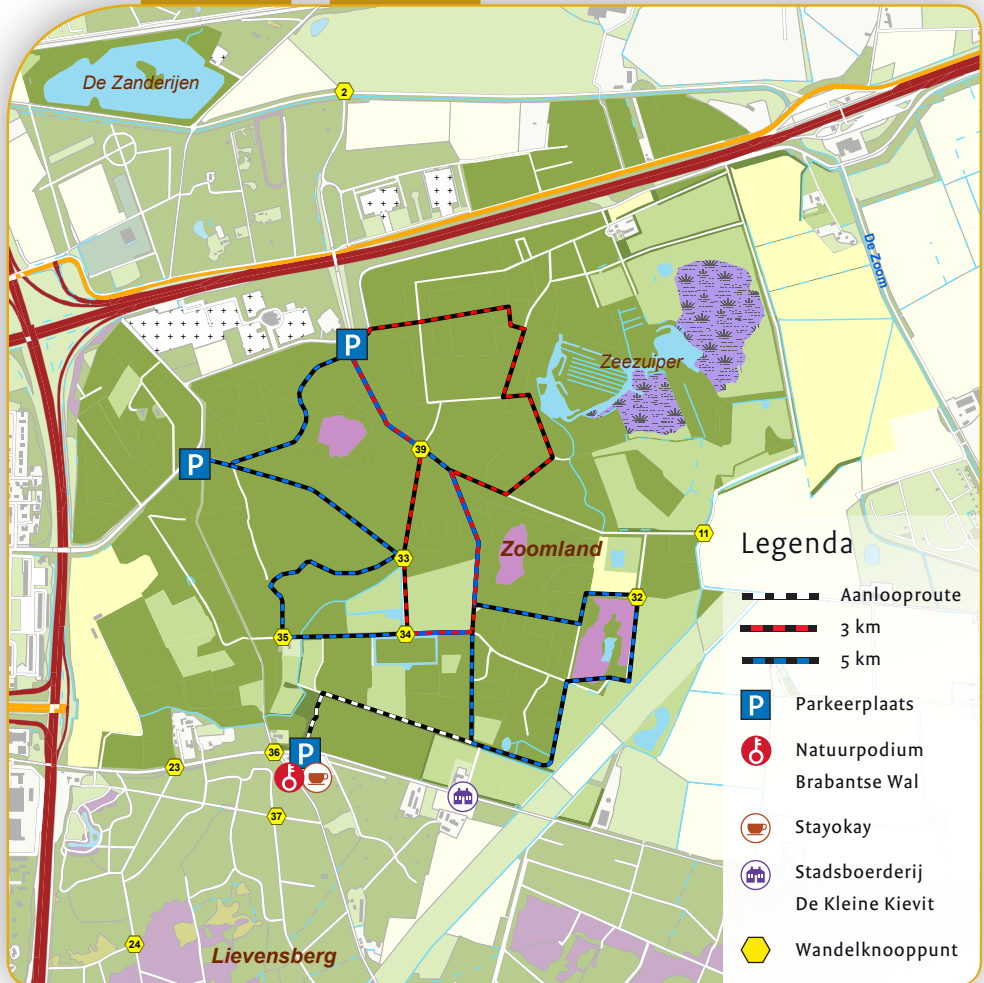 De Zanderijen
2
De Zoom
P
Zeezuiper
39
P
11
33
Zoomland
32
35
34
36
P
23
37
24
Lievensberg
Legenda
Aanlooproute
3 km
5 km
P
Parkeerplaats
Natuurpodium
Brabantse Wal
Stayokay
Stadsboerderij
De Kleine Kievit
Wandelknooppunt